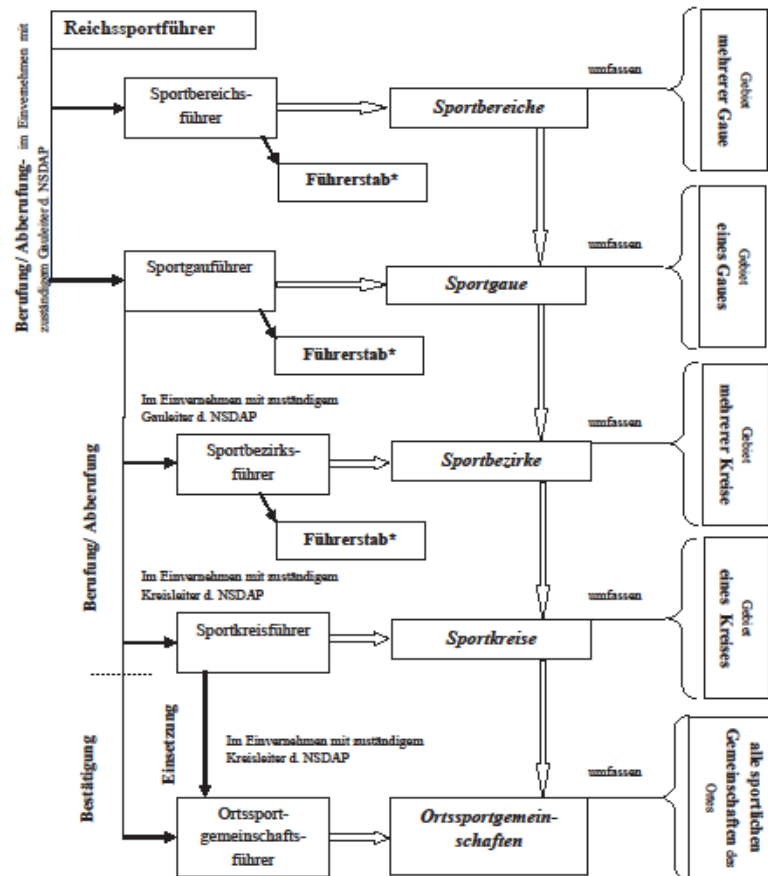 Reichssportführer
Berufung/ Abberufung- im Einvernehmen mit
zuständigem Gauleiter d. NSDAP
Sportbereichs-
führer
Sportbereiche
umfassen
Gebiet
mehrerer Gaue
Führerstab*
Sportgauführer
Sportgaue
umfassen
Gebiet
eines Gaues
Führerstab*
Im Einvernehmen mit zuständigem
Gauleiter d. NSDAP
Berufung/ Abberufung
Sportbezirks-
führer
Sportbezirke
umfassen
Gebiet
mehrerer Kreise
Führerstab*
Im Einvernehmen mit zuständigem
Kreisleiter d. NSDAP
Sportkreisführer
Sportkreise
umfassen
Gebiet
eines Kreises
Bestätigung
Einsetzung
Im Einvernehmen mit zuständigem
Kreisleiter d. NSDAP
Ortssport-
gemeinschafts-
führer
Ortssportgemein-
schaften
umfassen
alle sportlichen
Gemeinschaften des
Ortes